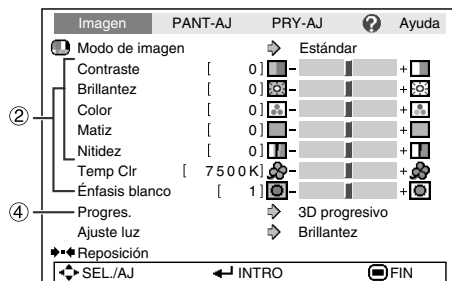 Imagen PANT-AJ PRY-AJ ? Ayuda
Modo de imagen Estándar
Contraste [ 0] - +
Brillantez [ 0] - +
Color [ 0] - +
Matiz [ 0] - +
Nitidez [ 0] - +
Temp Clr [ 7500K] - +
Énfasis blanco [ 1] - +
Progres. 3D progresivo
Ajuste luz Brillantez
Reposición
SEL./AJ INTRO FIN
②
④